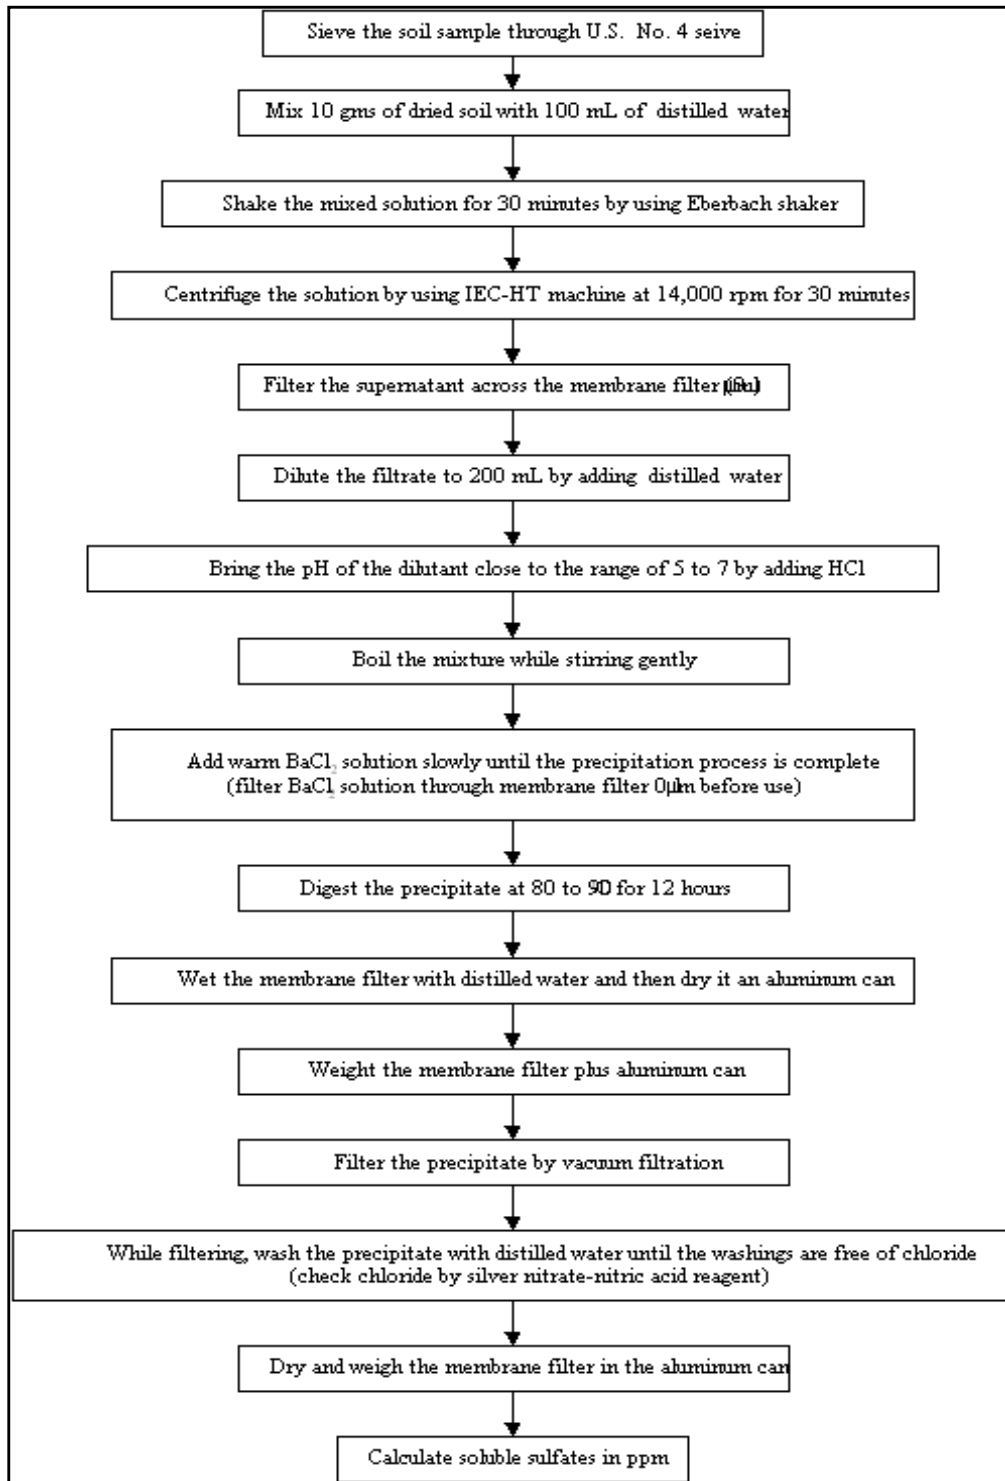 Sieve the soil sample through U.S. No. 4 seive
Mix 10 gms of dried soil with 100 mL of distilled water
Shake the mixed solution for 30 minutes by using Eberbach shaker
Centrifuge the solution by using IEC-HT machine at 14,000 rpm for 30 minutes
Filter the supernatant across the membrane filter
Dilute the filtrate to 200 mL by adding distilled water
Bring the pH of the dilutant close to the range of 5 to 7 by adding HCl
Boil the mixture while stirring gently
Add warm BaCl₂ solution slowly until the precipitation process is complete
(filter BaCl₂ solution through membrane filter before use)
Digest the precipitate at 80 to for 12 hours
Wet the membrane filter with distilled water and then dry it an aluminum can
Weight the membrane filter plus aluminum can
Filter the precipitate by vacuum filtration
While filtering, wash the precipitate with distilled water until the washings are free of chloride
(check chloride by silver nitrate-nitric acid reagent)
Dry and weigh the membrane filter in the aluminum can
Calculate soluble sulfates in ppm